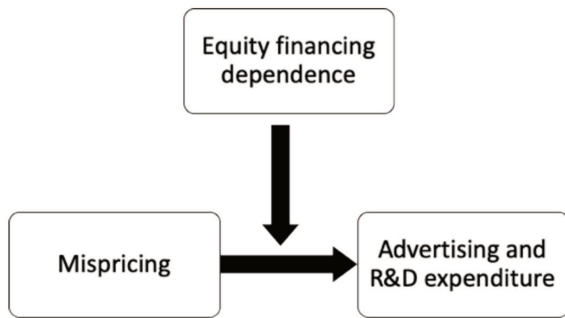 Equity financing
dependence
Mispricing
Advertising and
R&D expenditure